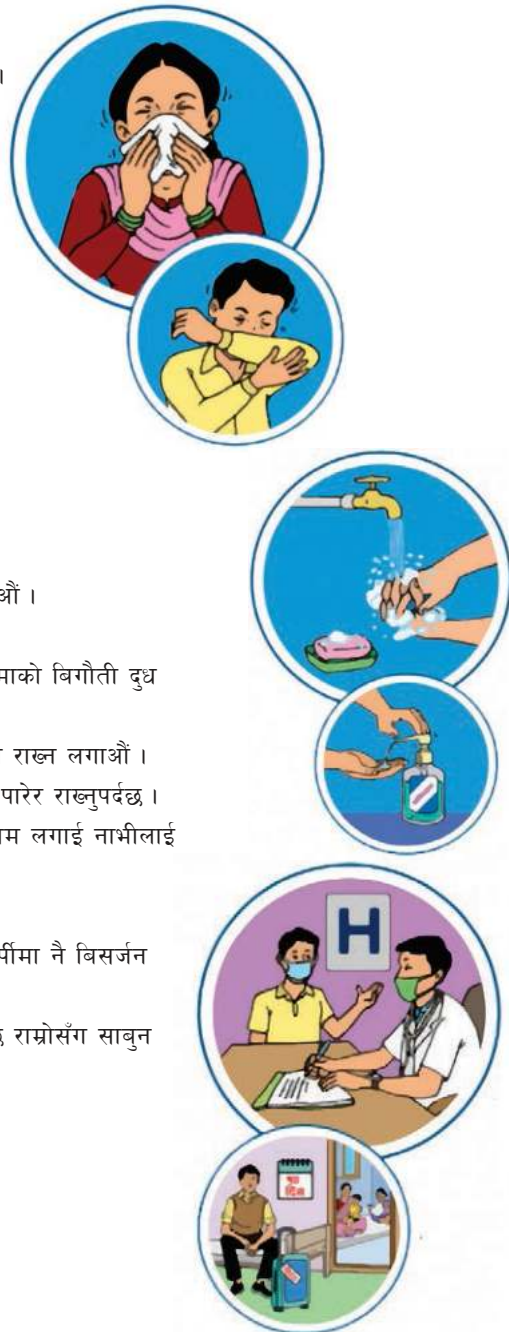 ।
औं ।
माको बिगौती दुध
राख्न लगाऔं ।
पारेर राख्नुपर्दछ ।
लगाई नाभीलाई
नै बिसर्जन
राम्रोसँग साबुन
H
दिन